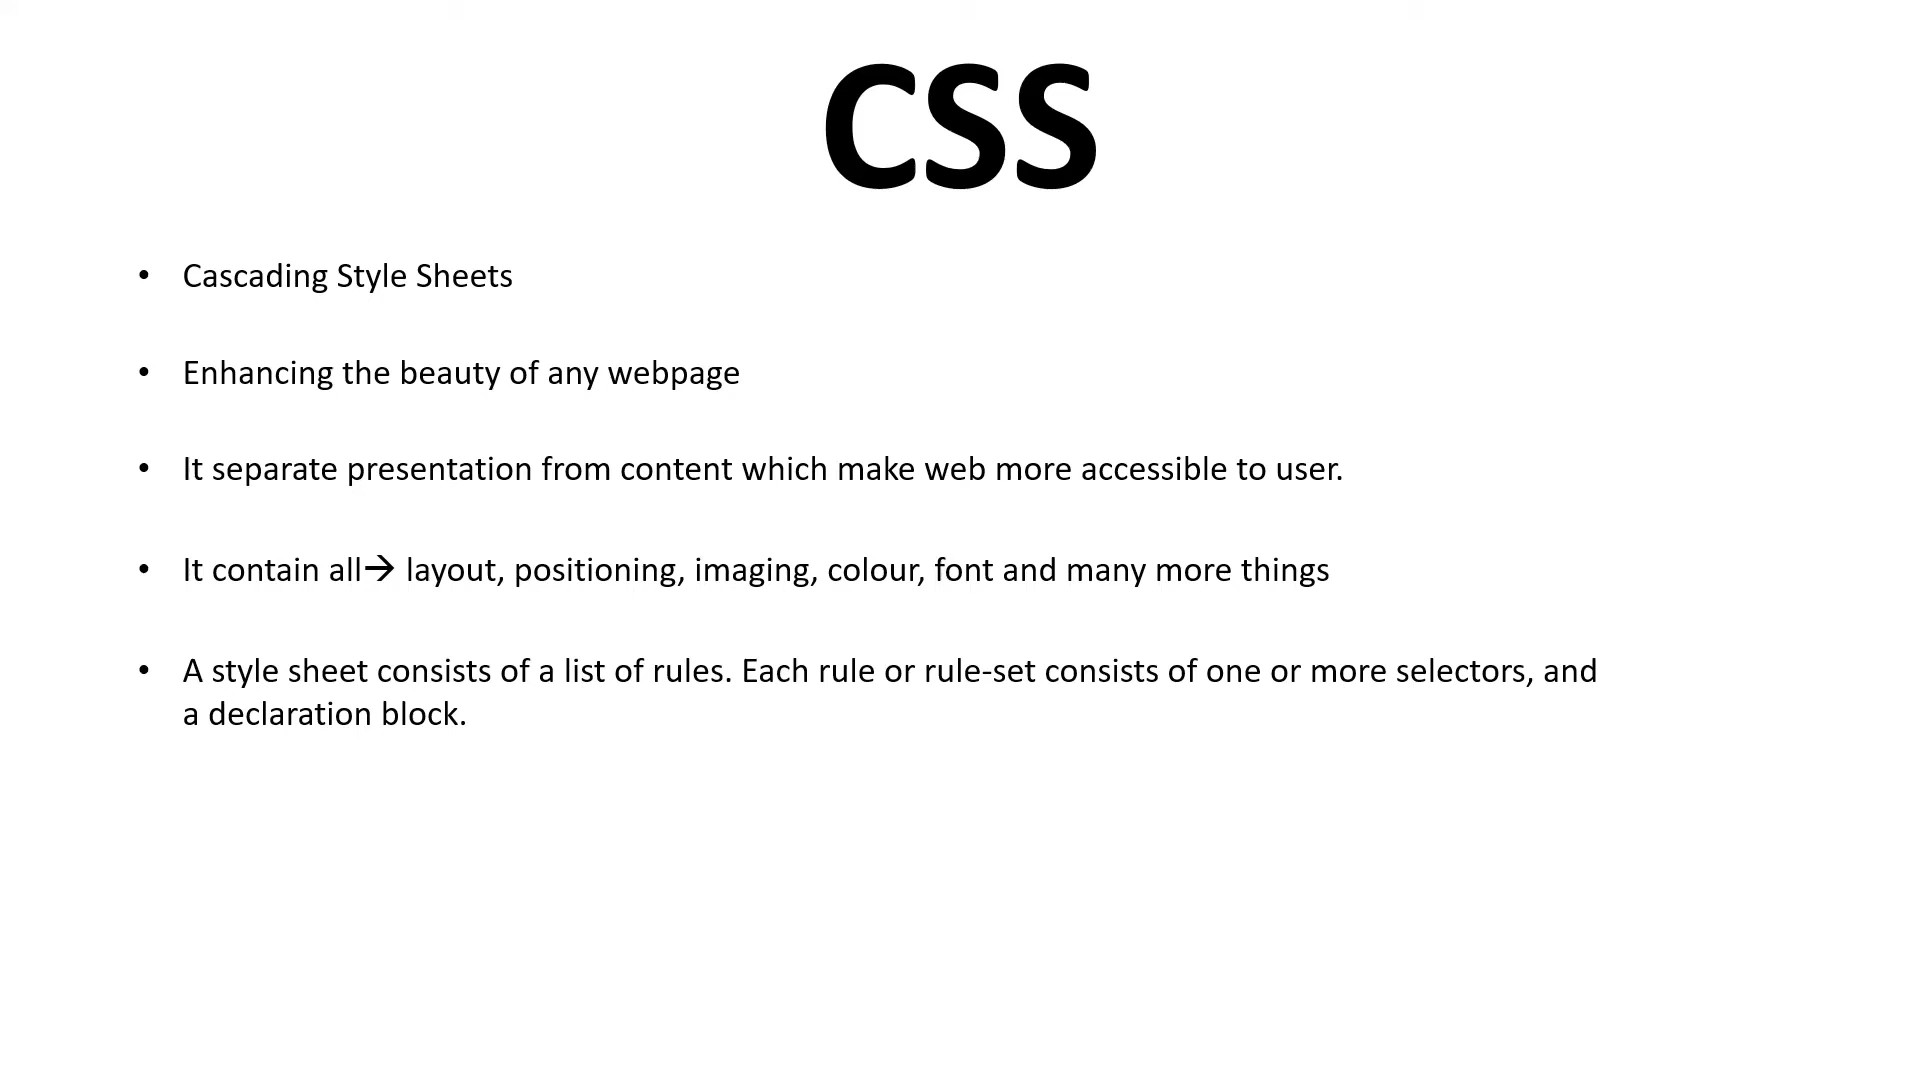 CSS
• Cascading Style Sheets
• Enhancing the beauty of any webpage
• It separate presentation from content which make web more accessible to user.
• It contain all→ layout, positioning, imaging, colour, font and many more things
• A style sheet consists of a list of rules. Each rule or rule-set consists of one or more selectors, and
a declaration block.